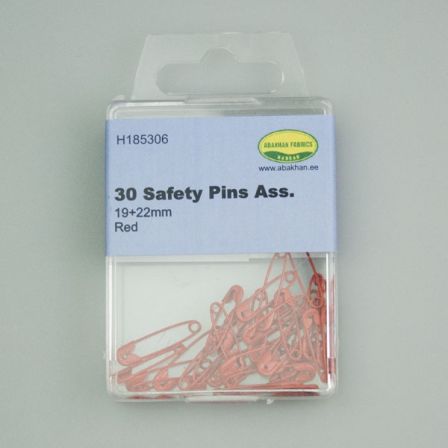 H185306
ABAKHAN FABRICS
www.abakhan.ee
30 Safety Pins Ass.
19+22mm
Red